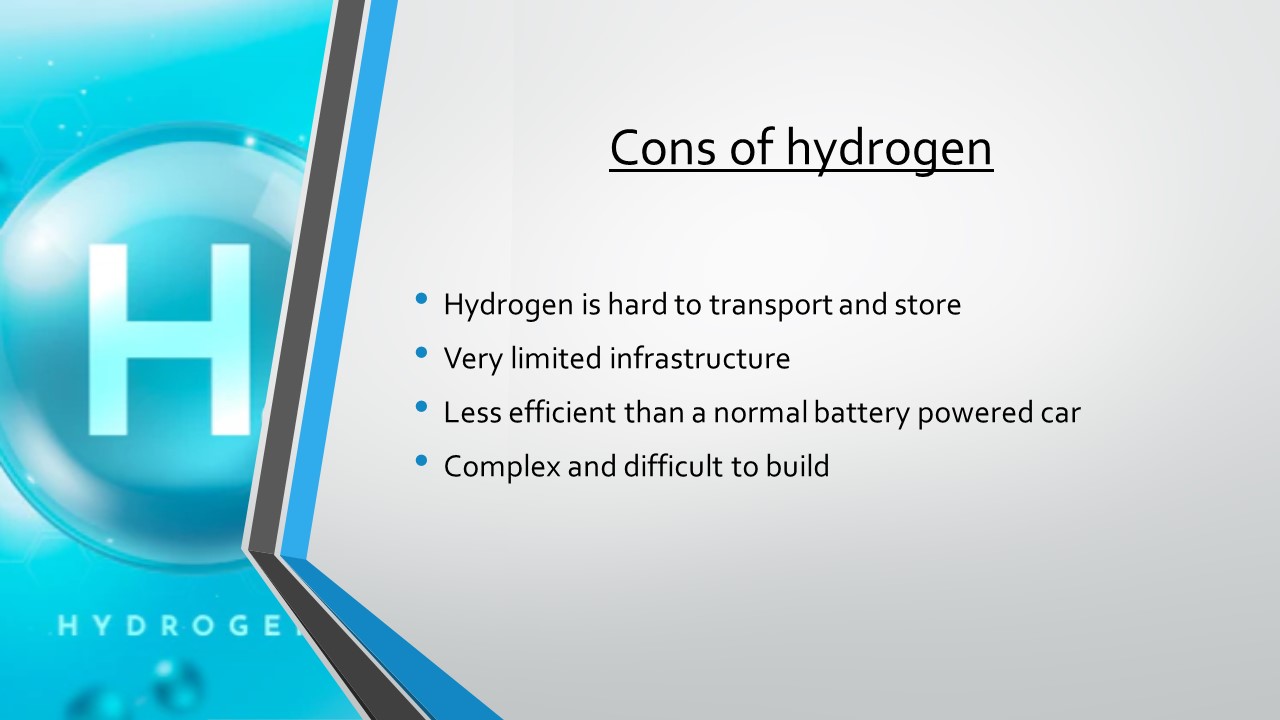 Cons of hydrogen
Hydrogen is hard to transport and store
Very limited infrastructure
Less efficient than a normal battery powered car
Complex and difficult to build
H
HYDROGE